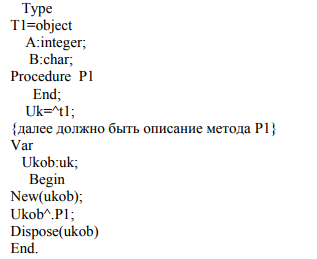 Type
T1=object
A:integer;
B:char;
Procedure P1
End;
Uk=^t1;
{далее должно быть описание метода P1}
Var
Ukob:uk;
Begin
New(ukob);
Ukob^.P1;
Dispose(ukob)
End.